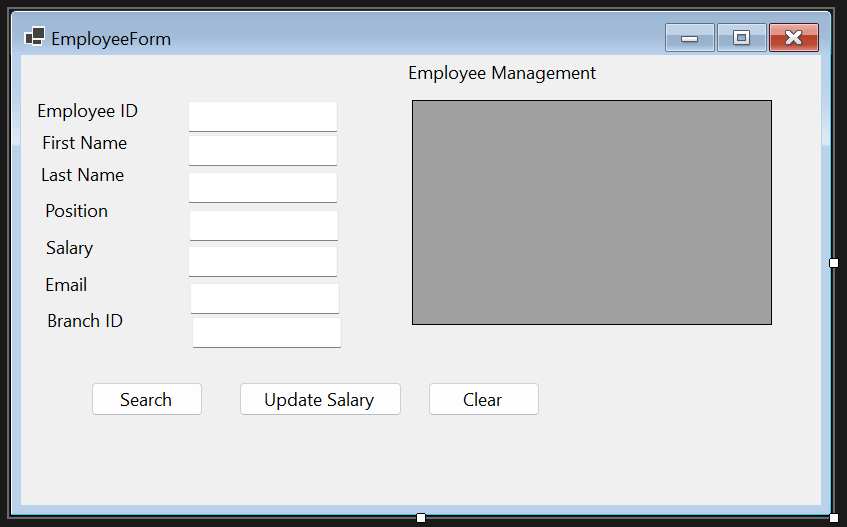 EmployeeForm
Employee Management
Employee ID
First Name
Last Name
Position
Salary
Email
Branch ID
Search
Update Salary
Clear